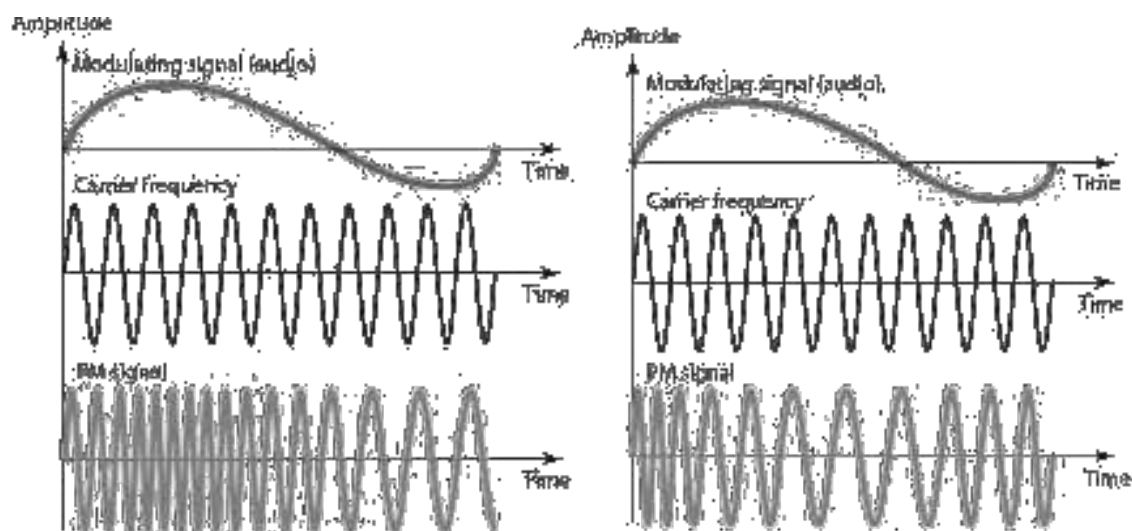 Amplitude
Modulating signal (audio)
Time
Carrier frequency
Time
signal
Time
Amplitude
Modulating signal (audio)
Time
Carrier frequency
Time
PM signal
Time